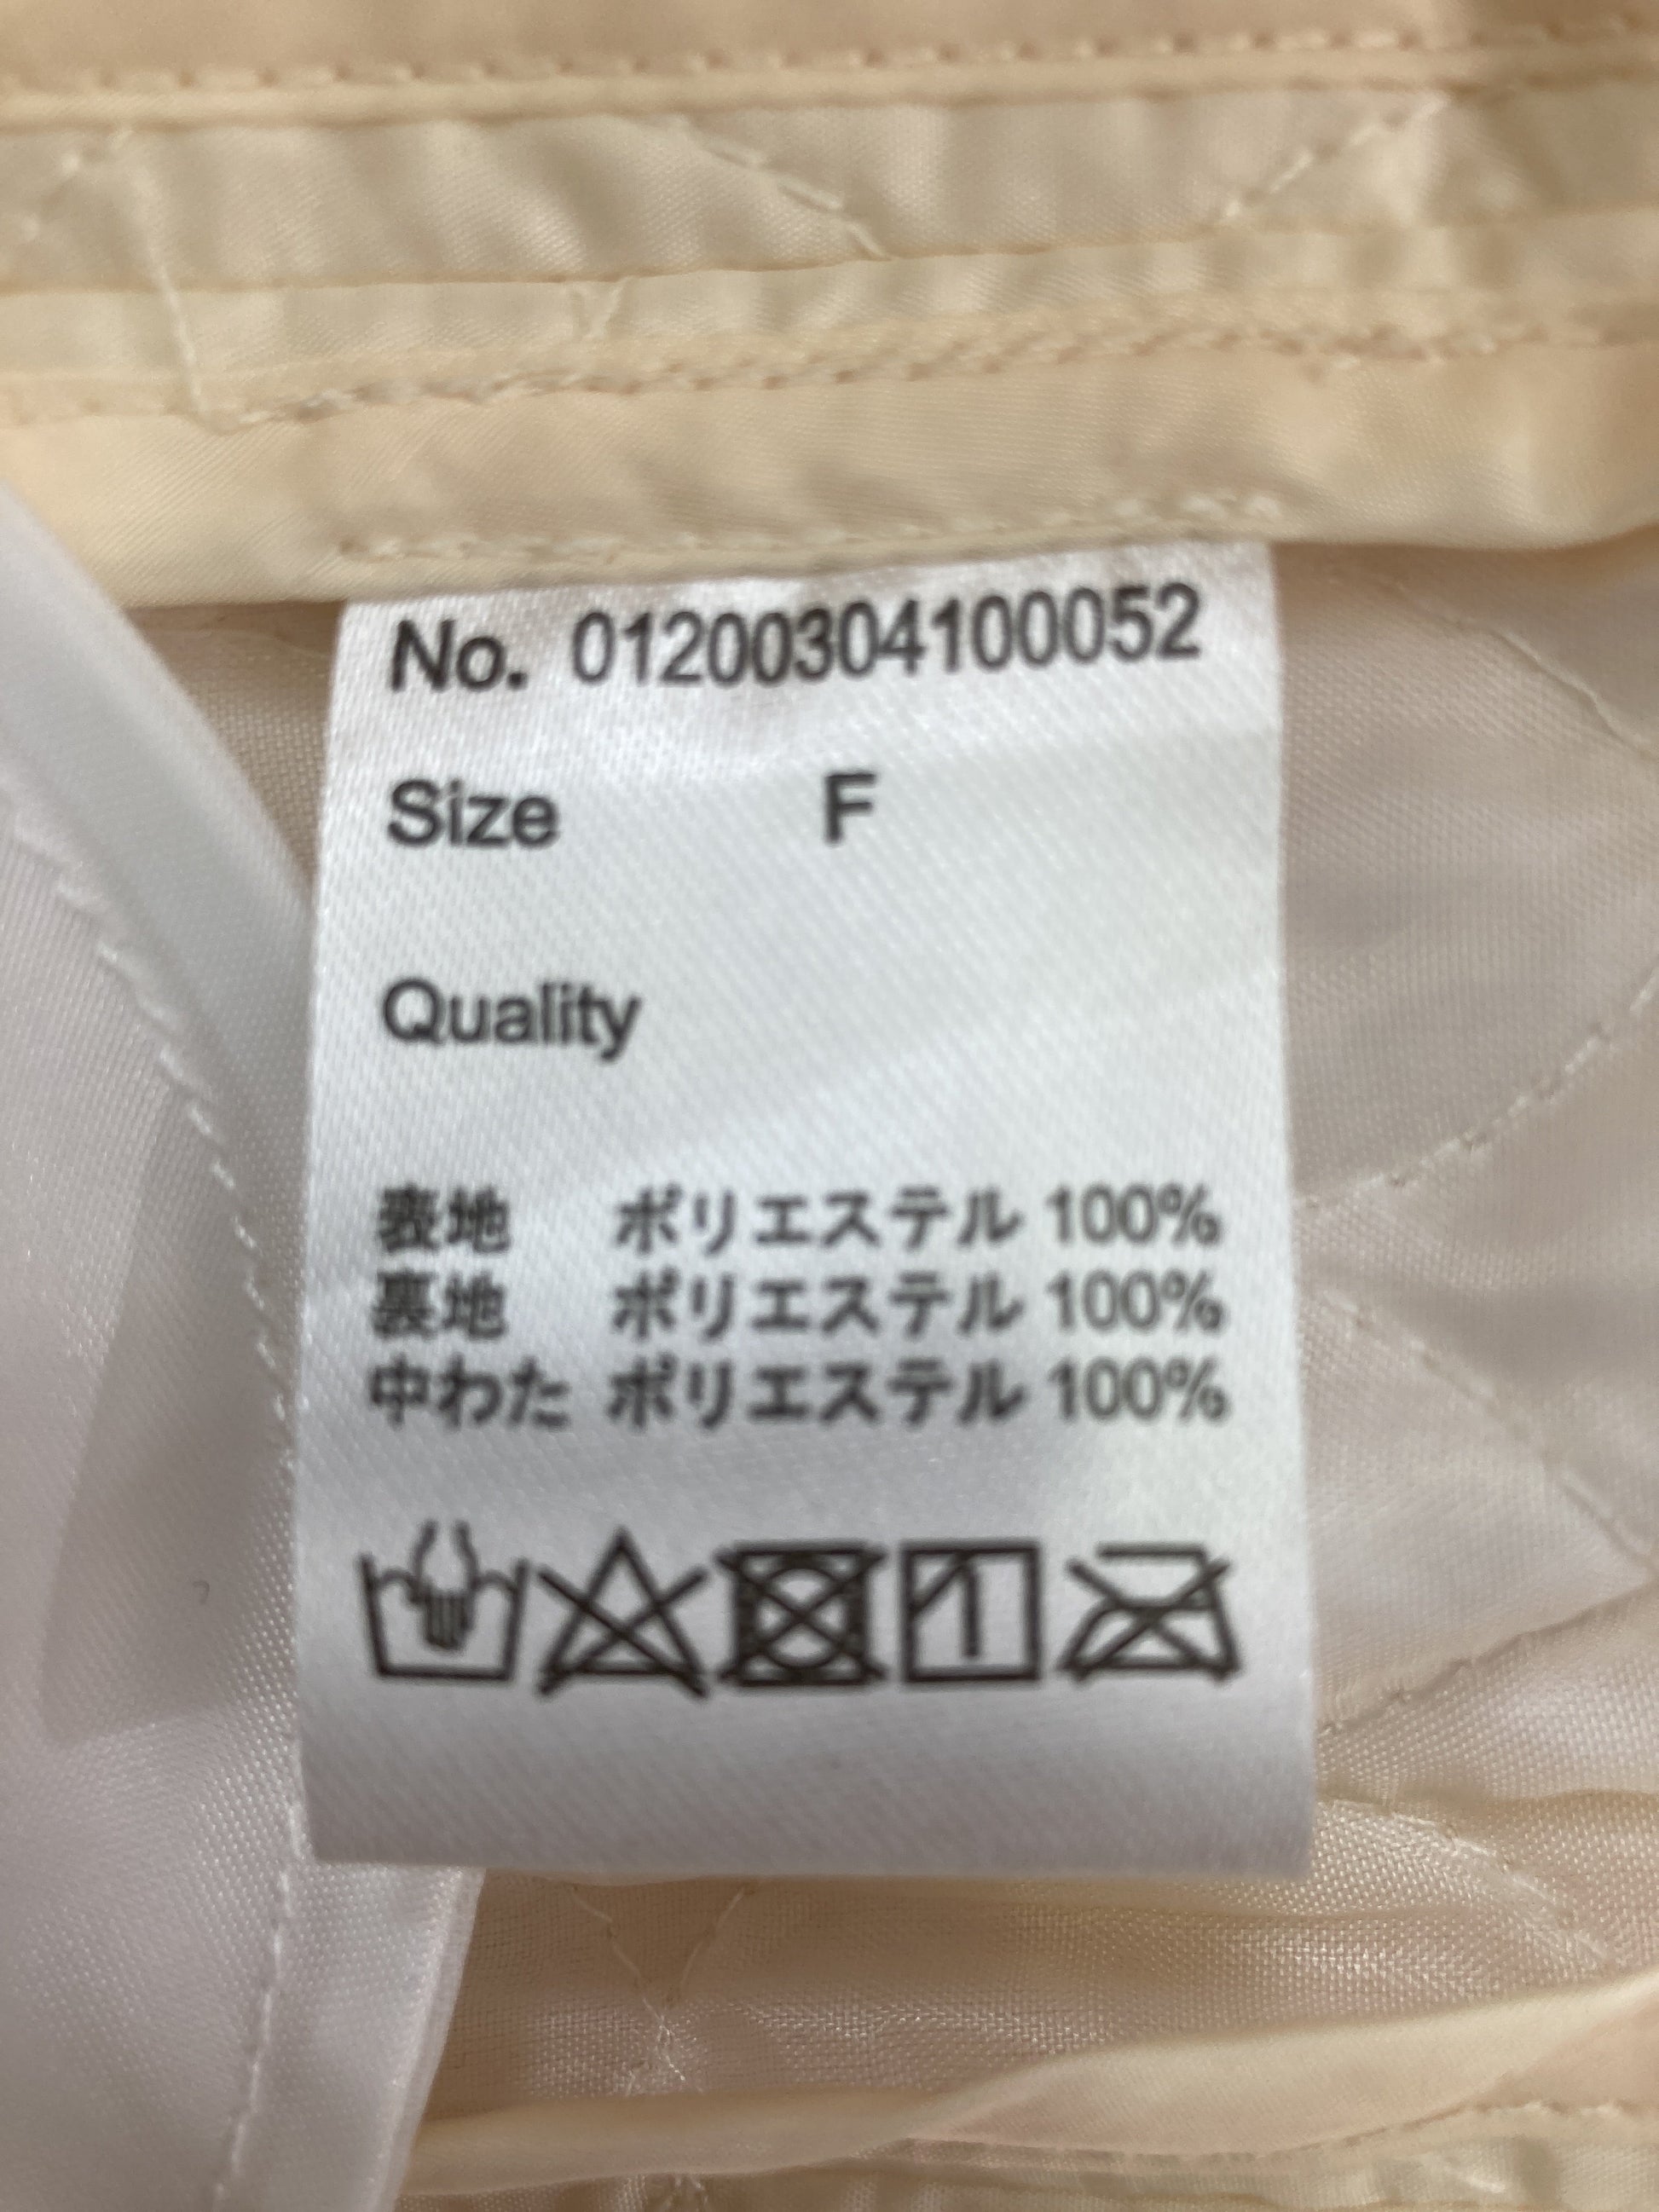 No. 01200304100052
Size F
Quality
表地 ポリエステル 100%
裏地 ポリエステル 100%
中わた ポリエステル 100%